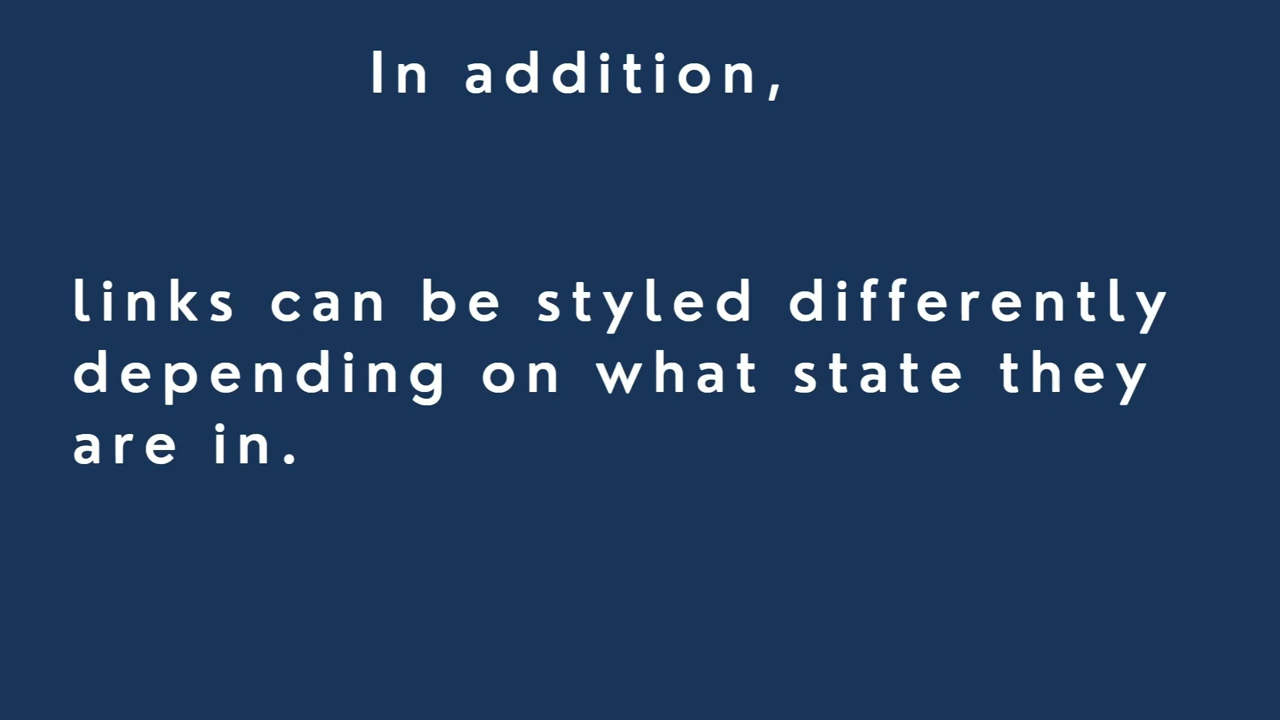 In addition,
links can be styled differently
depending on what state they
are in.